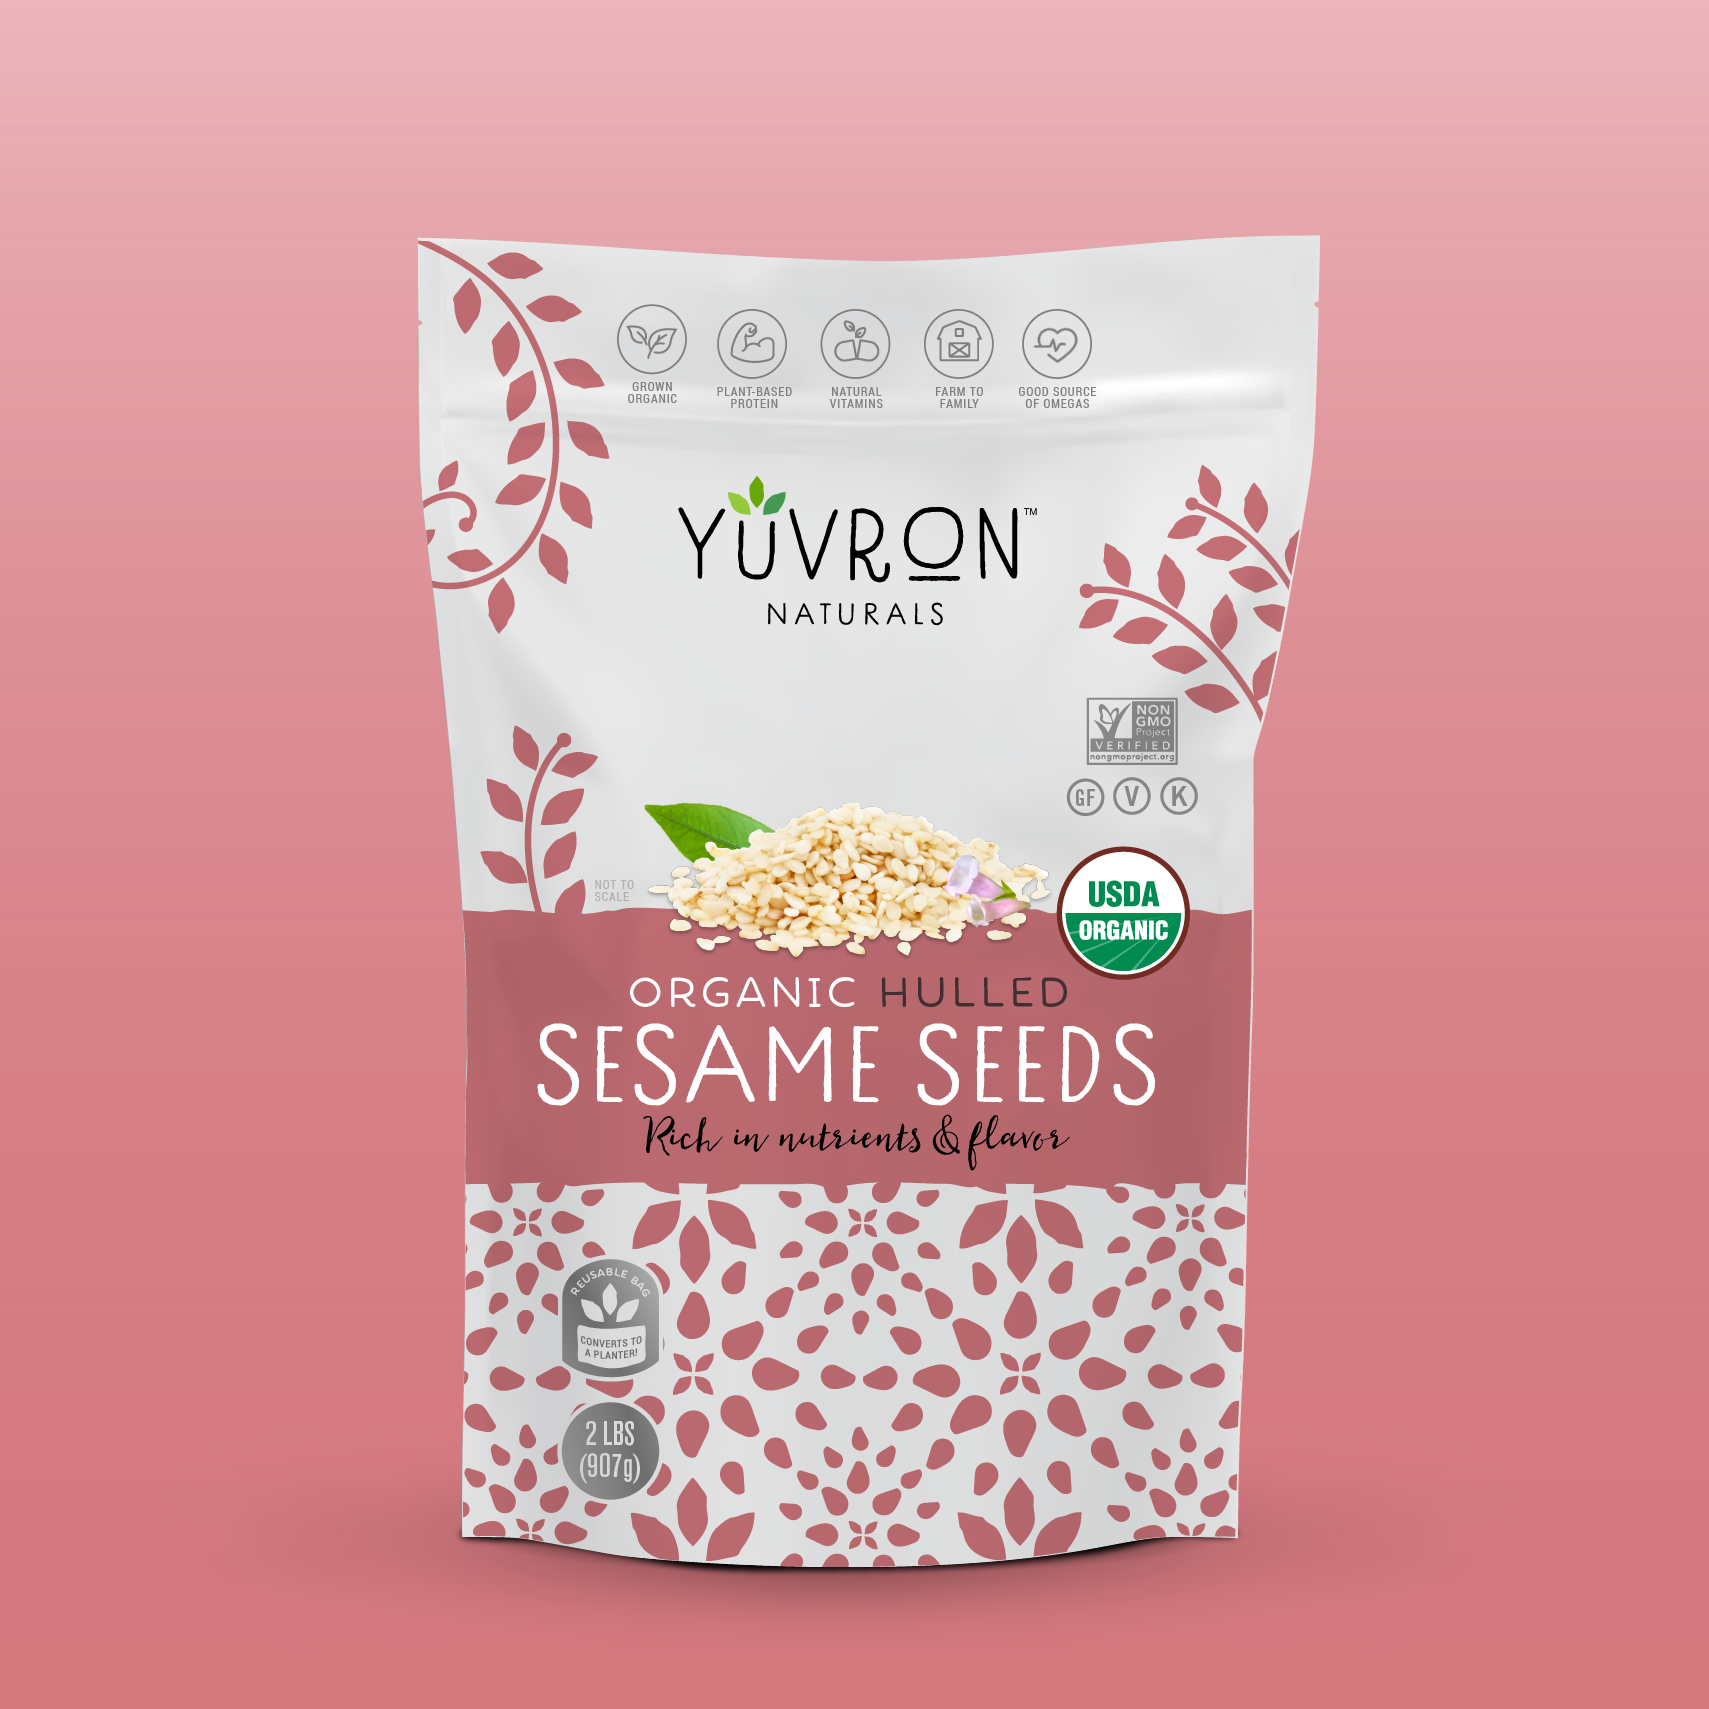 GROWN
ORGANIC
PLANT-BASED
PROTEIN
NATURAL
VITAMINS
FARM TO
FAMILY
GOOD SOURCE
OF OMEGAS
YUVRON™
NATURALS
NON
GMO
Project
VERIFIED
nongmoproject.org
GF V K
NOT TO
SCALE
USDA
ORGANIC
ORGANIC HULLED
SESAME SEEDS
Rich in nutrients & flavor
REUSABLE BAG
CONVERTS TO
A PLANTER!
2 LBS
(907g)